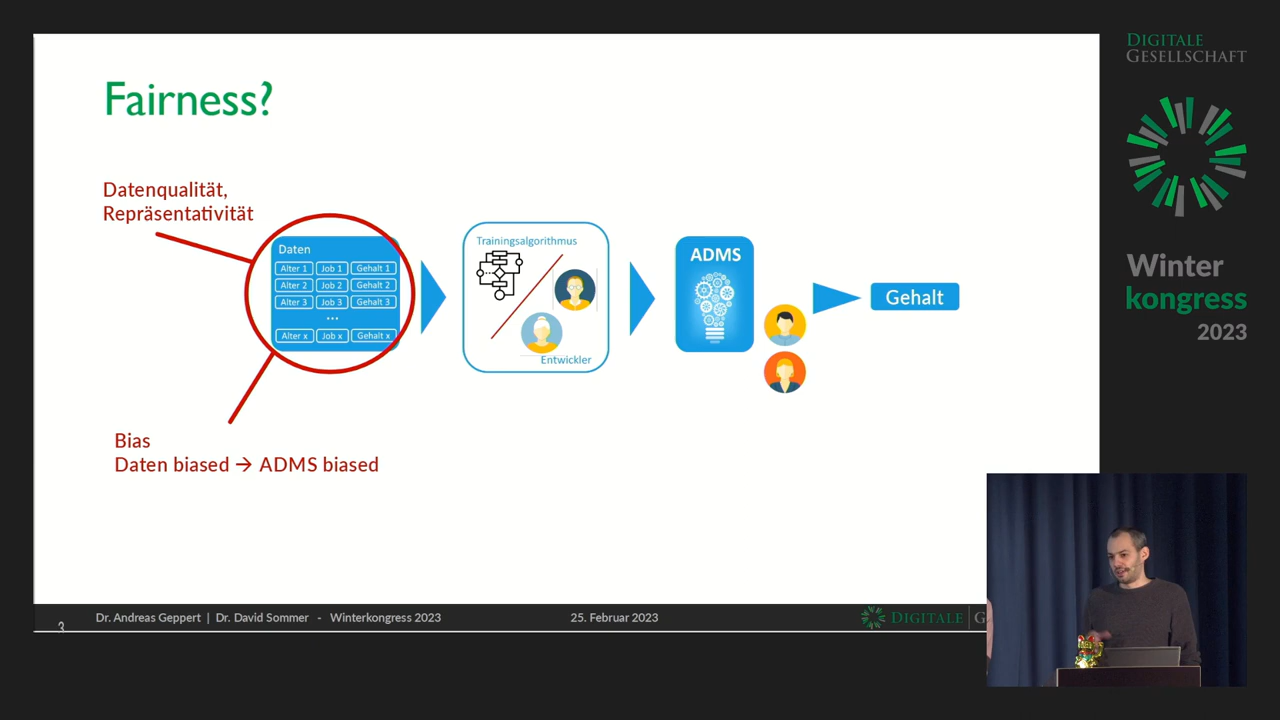 Fairness?
Datenqualität,
Repräsentativität
Daten
Alter 1 Job 1 Gehalt 1
Alter 2 Job 2 Gehalt 2
Alter 3 Job 3 Gehalt 3
...
Alter x Job x Gehalt x
Trainingsalgorithmus
Entwickler
ADMS
Gehalt
Bias
Daten biased → ADMS biased
3
Dr. Andreas Geppert | Dr. David Sommer - Winterkongress 2023
25. Februar 2023
DIGITALE G
DIGITALE
GESELLSCHAFT
Winter
kongress
2023